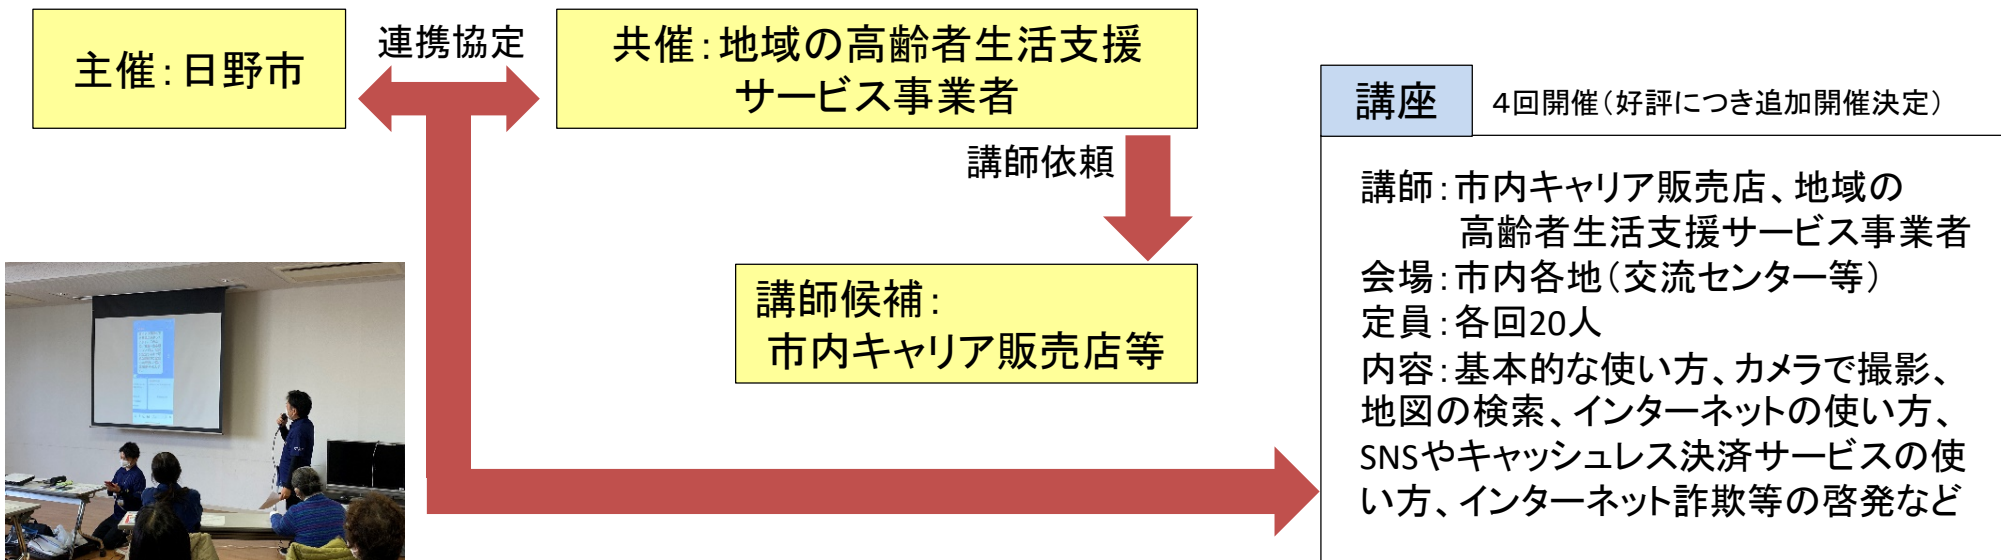 主催：日野市
連携協定
共催：地域の高齢者生活支援
サービス事業者
講師依頼
講師候補：
市内キャリア販売店等
講座
４回開催（好評につき追加開催決定）
講師：市内キャリア販売店、地域の
高齢者生活支援サービス事業者
会場：市内各地（交流センター等）
定員：各回20人
内容：基本的な使い方、カメラで撮影、
地図の検索、インターネットの使い方、
SNSやキャッシュレス決済サービスの使
い方、インターネット詐欺等の啓発など